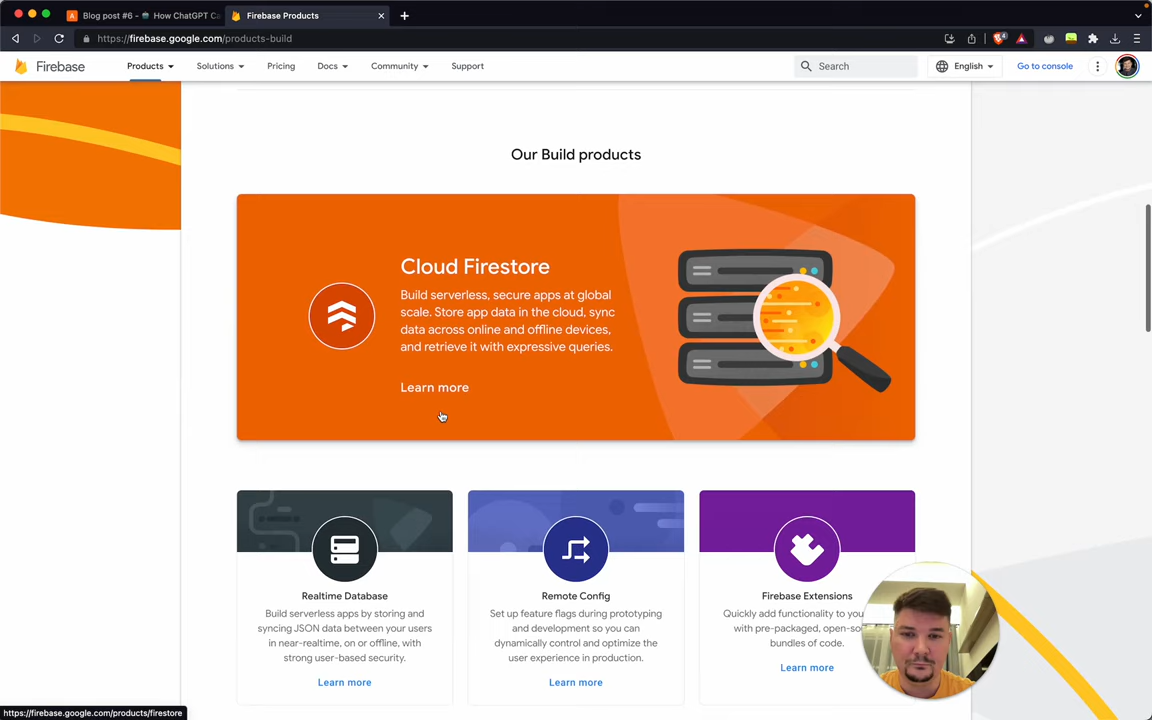 Blog post #6 - 
How ChatGPT Ca
Firebase Products
https://firebase.google.com/products-build
Firebase
Products
Solutions
Pricing
Docs
Community
Support
Search
English
Go to console
Our Build products
Cloud Firestore
Build serverless, secure apps at global
scale. Store app data in the cloud, sync
data across online and offline devices,
and retrieve it with expressive queries.
Learn more
Realtime Database
Build serverless apps by storing and
syncing JSON data between your users
in near-realtime, on or offline, with
strong user-based security.
Learn more
Remote Config
Set up feature flags during prototyping
and development so you can
dynamically control and optimize the
user experience in production.
Learn more
Firebase Extensions
Quickly add functionality to you
with pre-packaged, open-so
bundles of code.
Learn more
https://firebase.google.com/products/firestore